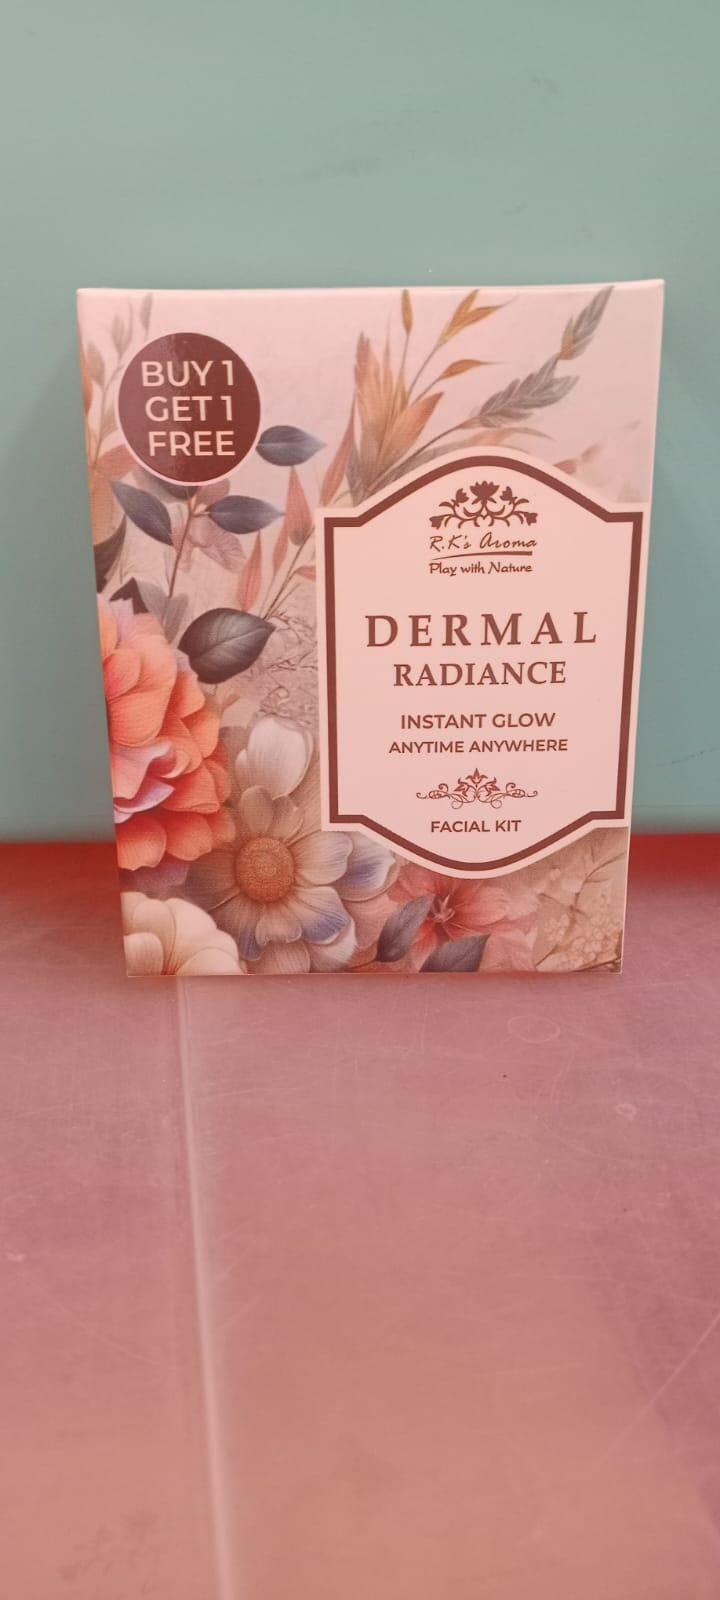 BUY 1
GET 1
FREE
R.K's Aroma
Play with Nature
DERMAL
RADIANCE
INSTANT GLOW
ANYTIME ANYWHERE
FACIAL KIT